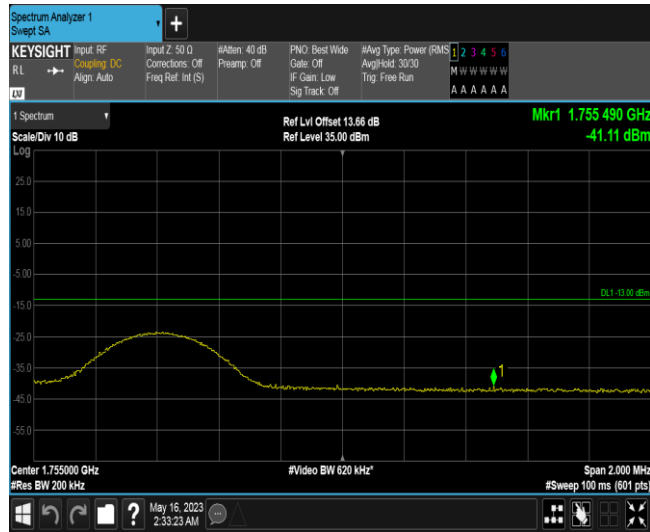 Spectrum Analyzer 1
Swept SA
+
KEYSIGHT
RL
LXI
Input: RF
Coupling: DC
Align: Auto
Input Z: 50 Ω
Corrections: Off
Freq Ref: Int (S)
#Atten: 40 dB
Preamp: Off
PNO: Best Wide
Gate: Off
IF Gain: Low
Sig Track: Off
#Avg Type: Power (RMS
Avg|Hold: 30/30
Trig: Free Run
1 2 3 4 5 6
M W W W W W
A A A A A A
1 Spectrum
Scale/Div 10 dB
Log
Ref Lvl Offset 13.66 dB
Ref Level 35.00 dBm
Mkr1 1.755 490 GHz
-41.11 dBm
25.0
15.0
5.00
-5.00
DL1 -13.00 dBm
-15.0
-25.0
-35.0
1
-45.0
-55.0
Center 1.755000 GHz
#Res BW 200 kHz
#Video BW 620 kHz*
Span 2.000 MHz
#Sweep 100 ms (601 pts)
?
May 16, 2023
2:33:23 AM